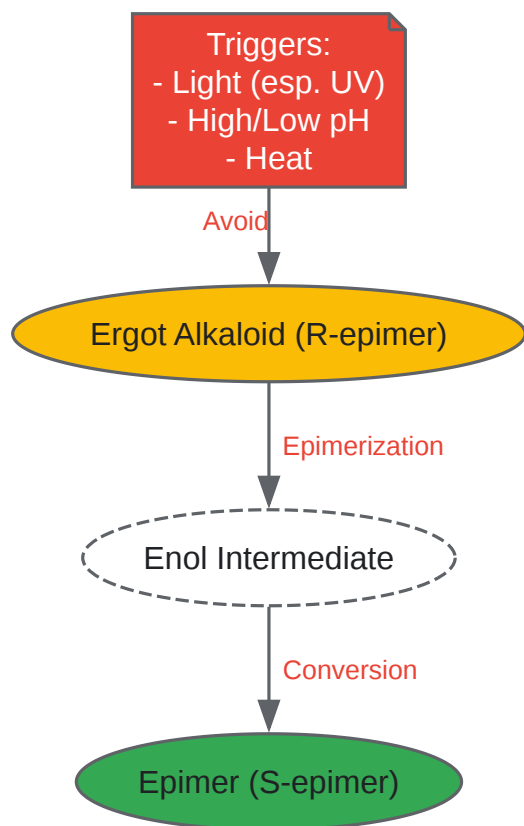 Triggers:
- Light (esp. UV)
- High/Low pH
- Heat
Avoid
Ergot Alkaloid (R-epimer)
Epimerization
Enol Intermediate
Conversion
Epimer (S-epimer)